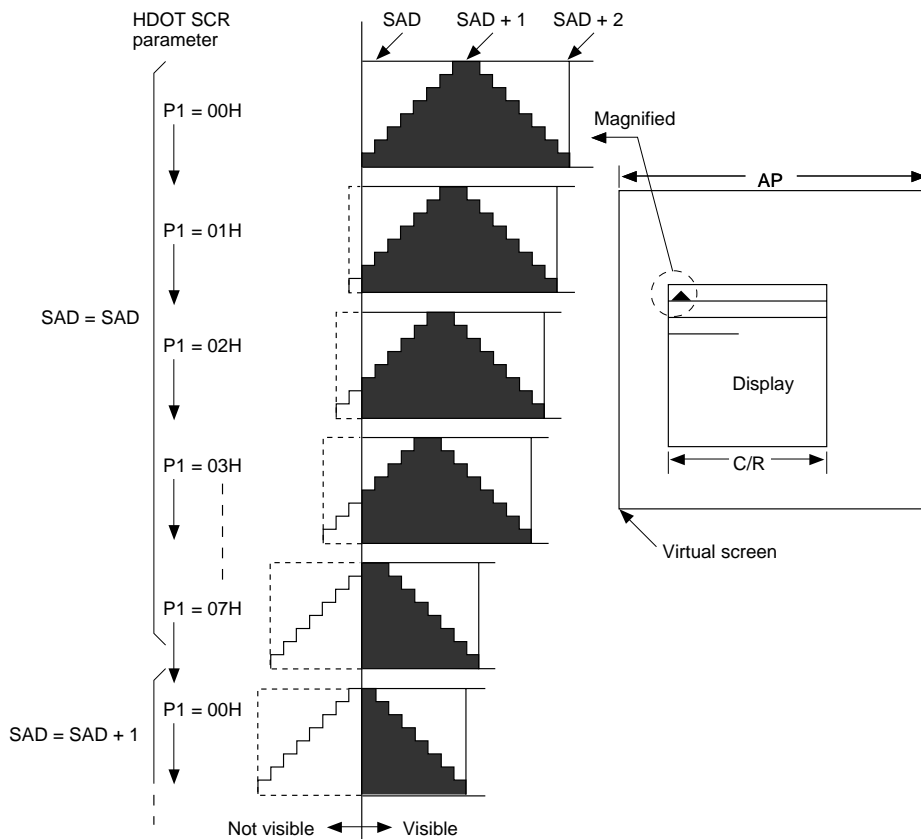 HDOT SCR
parameter
SAD
SAD + 1
SAD + 2
P1 = 00H
Magnified
AP
P1 = 01H
SAD = SAD
P1 = 02H
Display
P1 = 03H
C/R
Virtual screen
P1 = 07H
P1 = 00H
SAD = SAD + 1
Not visible
Visible